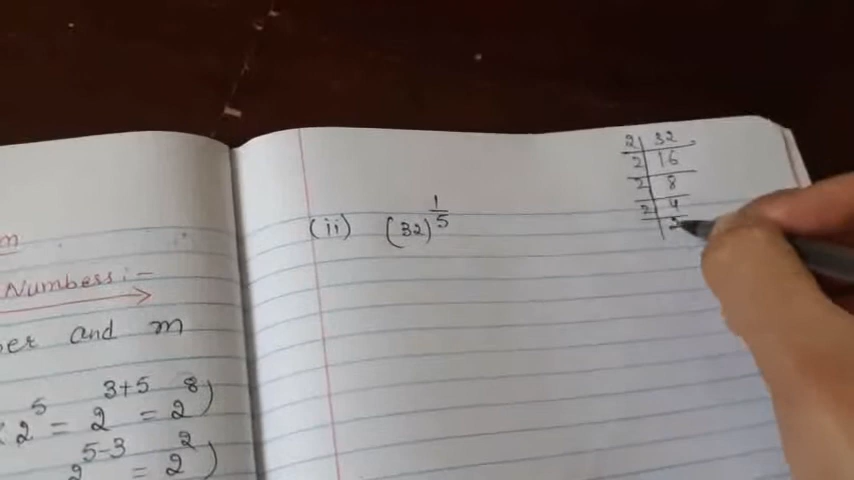 m
Numbess:-
er and m
2^5 = 2^{3+5} = 2^8)
2^{5-3} = 2^2)
(ii) (32)^{1/5}
2 | 32
2 | 16
2 | 8
2 | 4
| 2